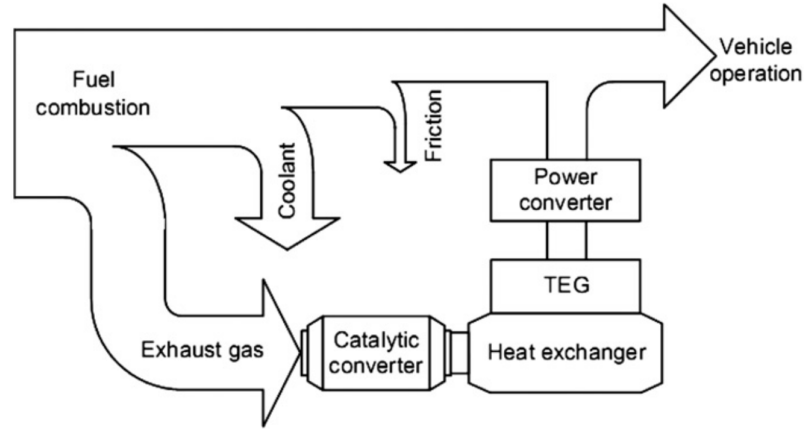 Vehicle
operation
Fuel
combustion
Coolant
Friction
Power
converter
TEG
Exhaust gas
Catalytic
converter
Heat exchanger